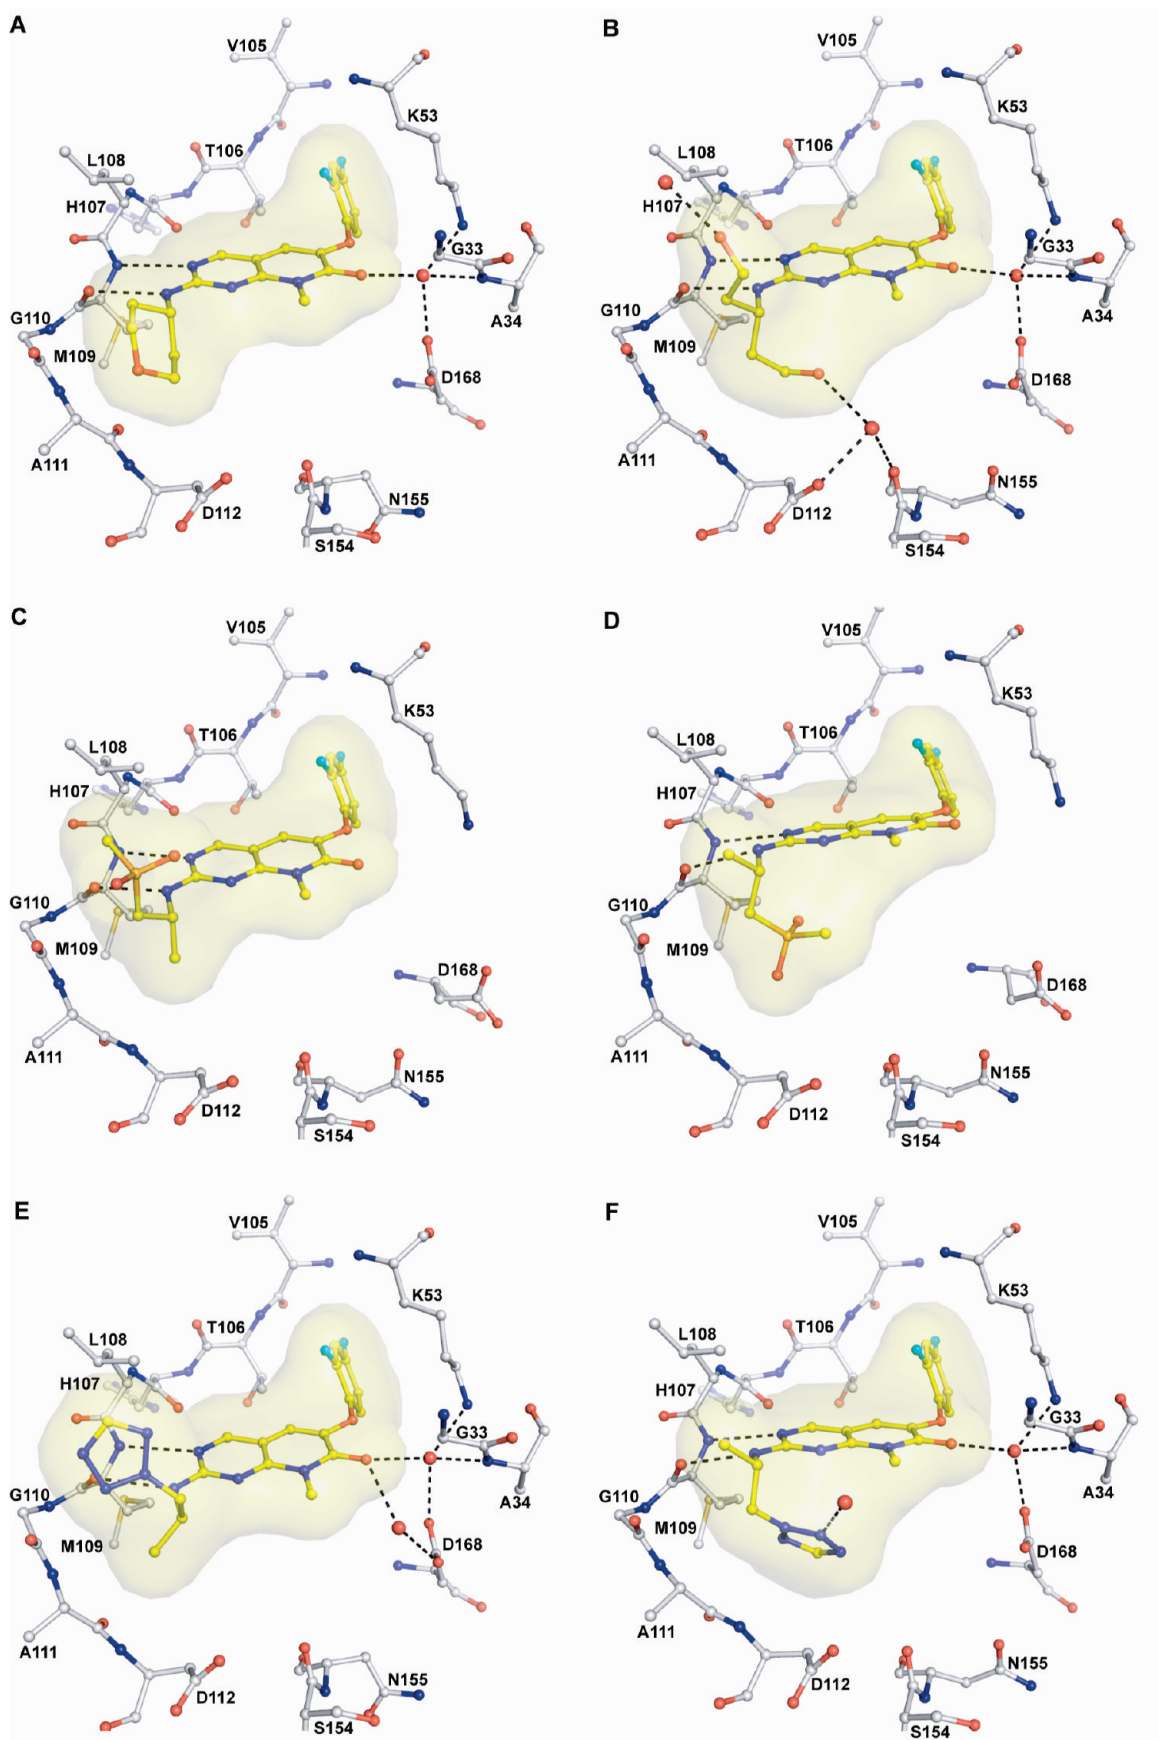 A
V105
K53
T106
L108
H107
G33
G110
A34
M109
D168
A111
N155
D112
S154
B
V105
K53
T106
L108
H107
G33
G110
A34
M109
D168
A111
N155
D112
S154
C
V105
K53
T106
L108
H107
G110
M109
D168
A111
N155
D112
S154
D
V105
K53
T106
L108
H107
G110
M109
D168
A111
N155
D112
S154
E
V105
K53
T106
L108
H107
G33
G110
A34
M109
D168
A111
N155
D112
S154
F
V105
K53
T106
L108
H107
G33
G110
A34
M109
D168
A111
N155
D112
S154